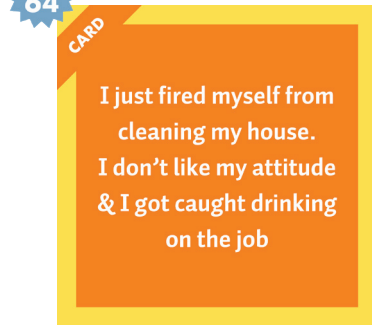 64
CARD
I just fired myself from
cleaning my house.
I don't like my attitude
& I got caught drinking
on the job